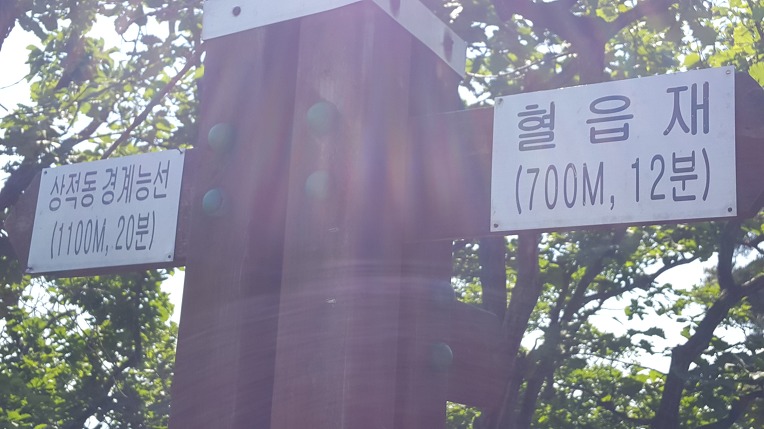 상적동 경계능선
(1100M, 20분)
혈읍재
(700M, 12분)